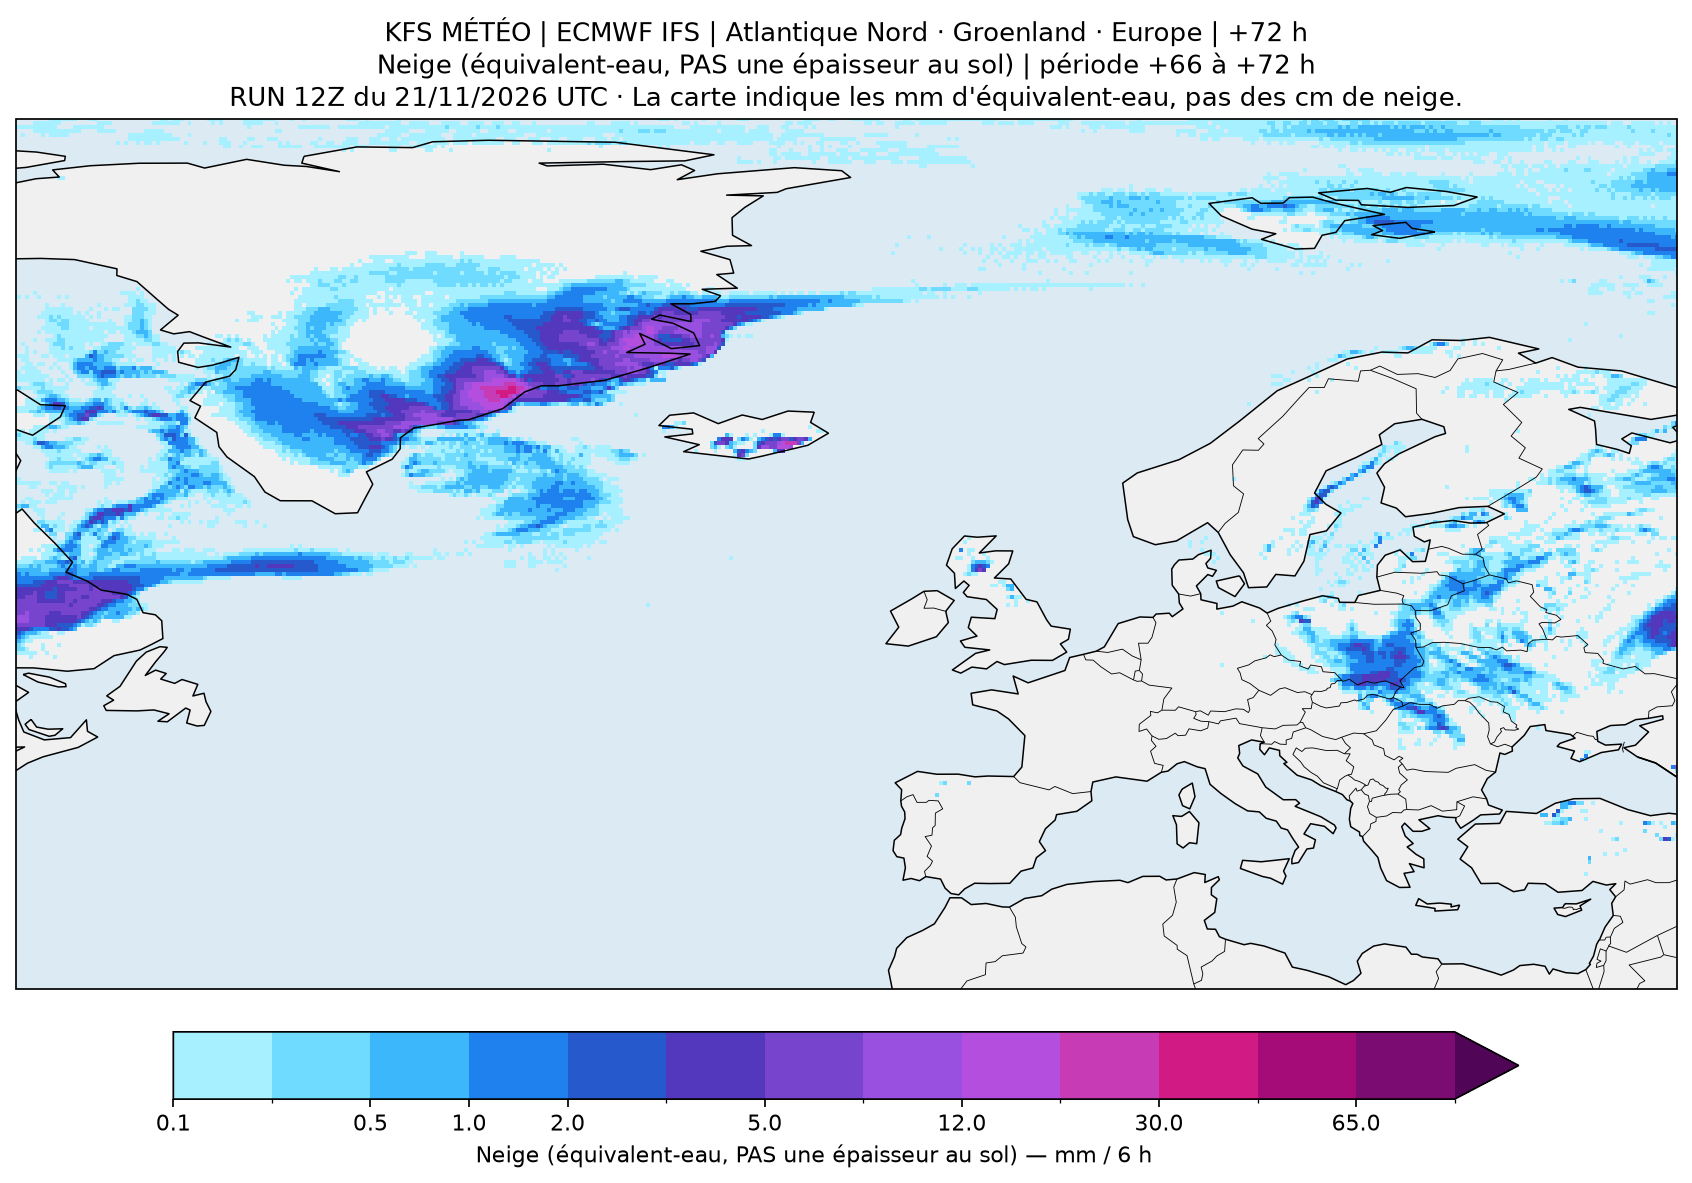 KFS MÉTÉO | ECMWF IFS | Atlantique Nord · Groenland · Europe | +72 h
Neige (équivalent-eau, PAS une épaisseur au sol) | période +66 à +72 h
RUN 12Z du 21/11/2026 UTC · La carte indique les mm d'équivalent-eau, pas des cm de neige.
0.1 0.5 1.0 2.0 5.0 12.0 30.0 65.0
Neige (équivalent-eau, PAS une épaisseur au sol) — mm / 6 h